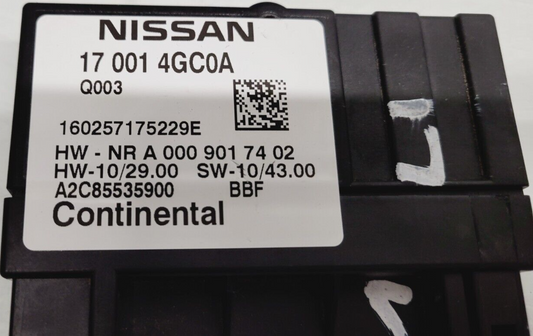 NISSAN
17 001 4GC0A
Q003
160257175229E
HW - NR A 000 901 74 02
HW-10/29.00 SW-10/43.00
A2C85535900 BBF
Continental